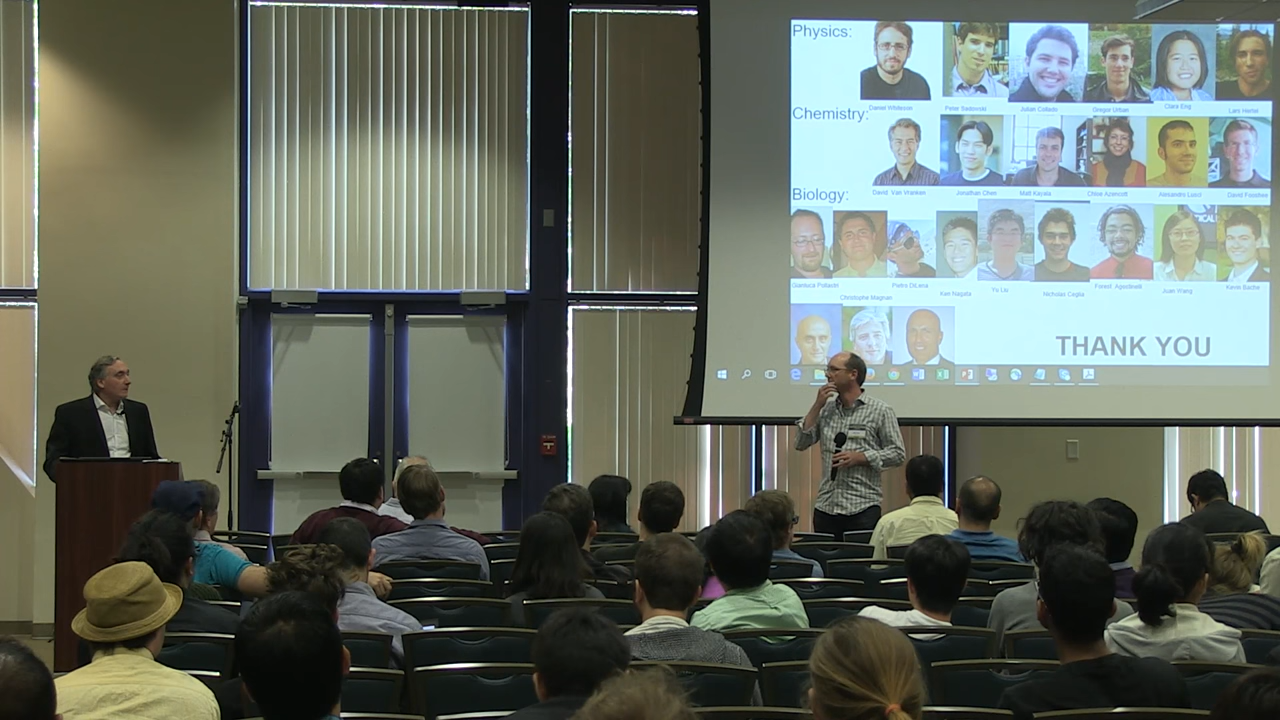 Physics:
Daniel Whiteson Peter Sadowski Julian Collado Gregor Urban Clara Eng Lars Hertel
Chemistry:
David Van Vranken Jonathan Chen Matt Kayala Chloe Azencott Alessandro Lusci David Fooshee
Biology:
Gianluca Pollastri Christophe Magnan Pietro DiLena Ken Nagata Yu Liu Nicholas Ceglia Forest Agostinelli Juan Wang Kevin Bache
THANK YOU